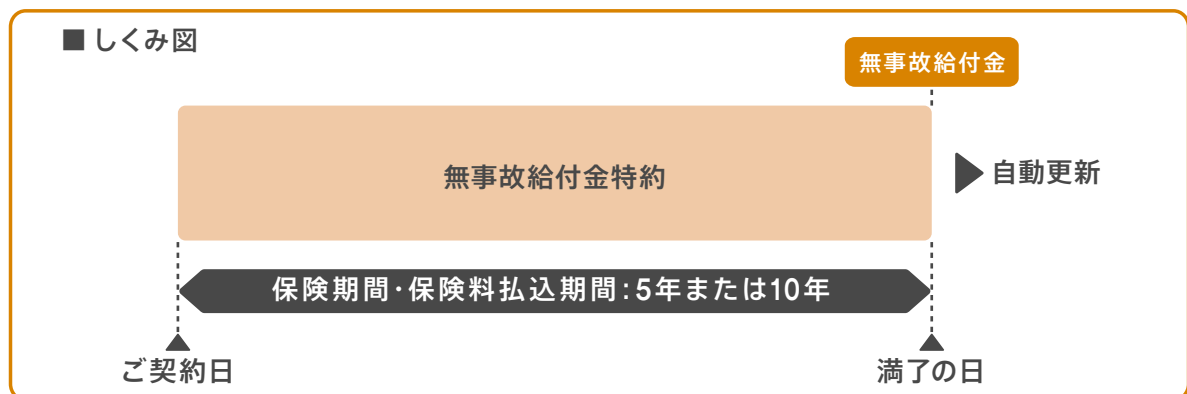 ■ しくみ図
無事故給付金
無事故給付金特約
自動更新
保険期間・保険料払込期間:5年または10年
ご契約日
満了の日